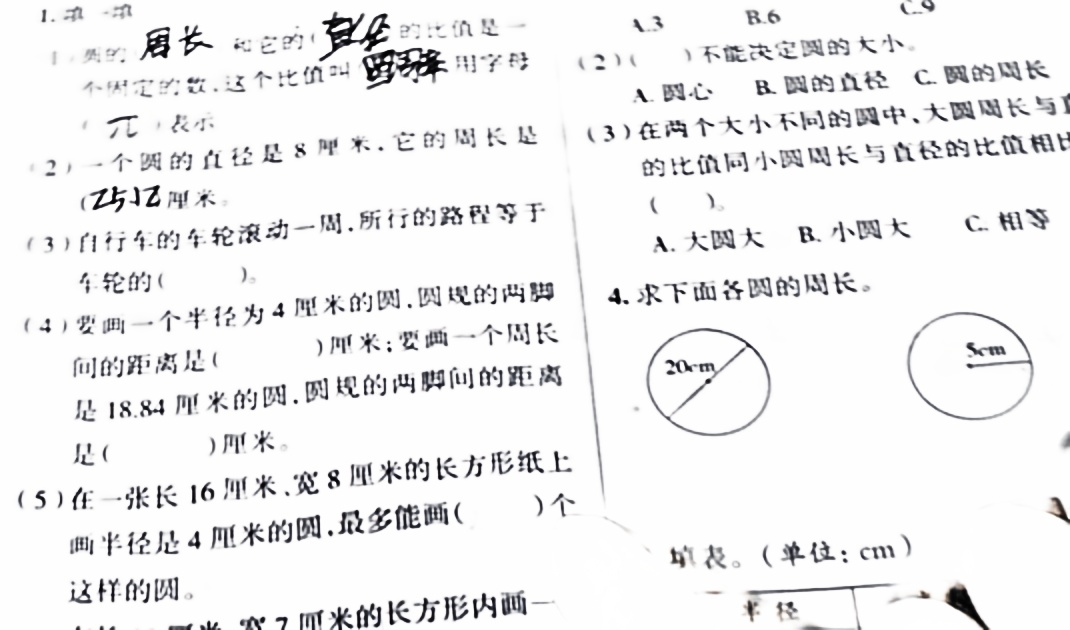 1. 填一填
(1)圆的(周长)和它的(直径)的比值是一
个固定的数,这个比值叫(圆周率)用字母
(π)表示
(2)一个圆的直径是8厘米,它的周长是
(2512厘米。
(3)自行车的车轮滚动一周,所行的路程等于
车轮的( )。
(4)要画一个半径为4厘米的圆,圆规的两脚
间的距离是( )厘米;要画一个周长
是18.84厘米的圆,圆规的两脚间的距离
是( )厘米。
(5)在一张长16厘米、宽8厘米的长方形纸上
画半径是4厘米的圆,最多能画( )个
这样的圆。
厘米、宽7厘米的长方形内画一
A.3 B.6 C.9
(2)( )不能决定圆的大小。
A. 圆心 B. 圆的直径 C. 圆的周长
(3)在两个大小不同的圆中,大圆周长与
的比值同小圆周长与直径的比值相比
( )。
A. 大圆大 B. 小圆大 C. 相等
4. 求下面各圆的周长。
20cm
5cm
填表。(单位:cm)
半径